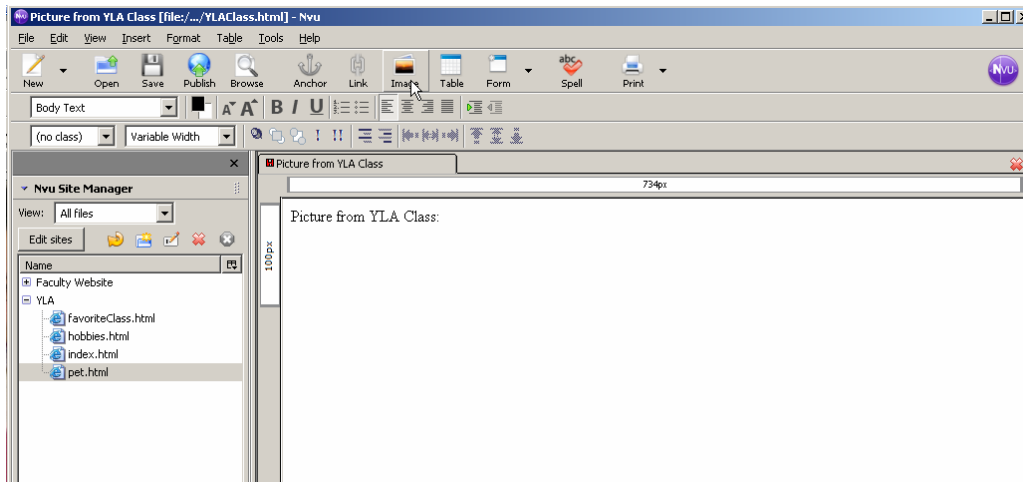 Picture from YLA Class [file:/.../YLAClass.html] - Nvu
File Edit View Insert Format Table Tools Help
New Open Save Publish Browse Anchor Link Image Table Form Spell Print
abc
NVU
Body Text A A B I U
(no class) Variable Width ! !!
Picture from YLA Class
734px
Nvu Site Manager
View: All files
Picture from YLA Class:
Edit sites
100px
Name
Faculty Website
YLA
favoriteClass.html
hobbies.html
index.html
pet.html